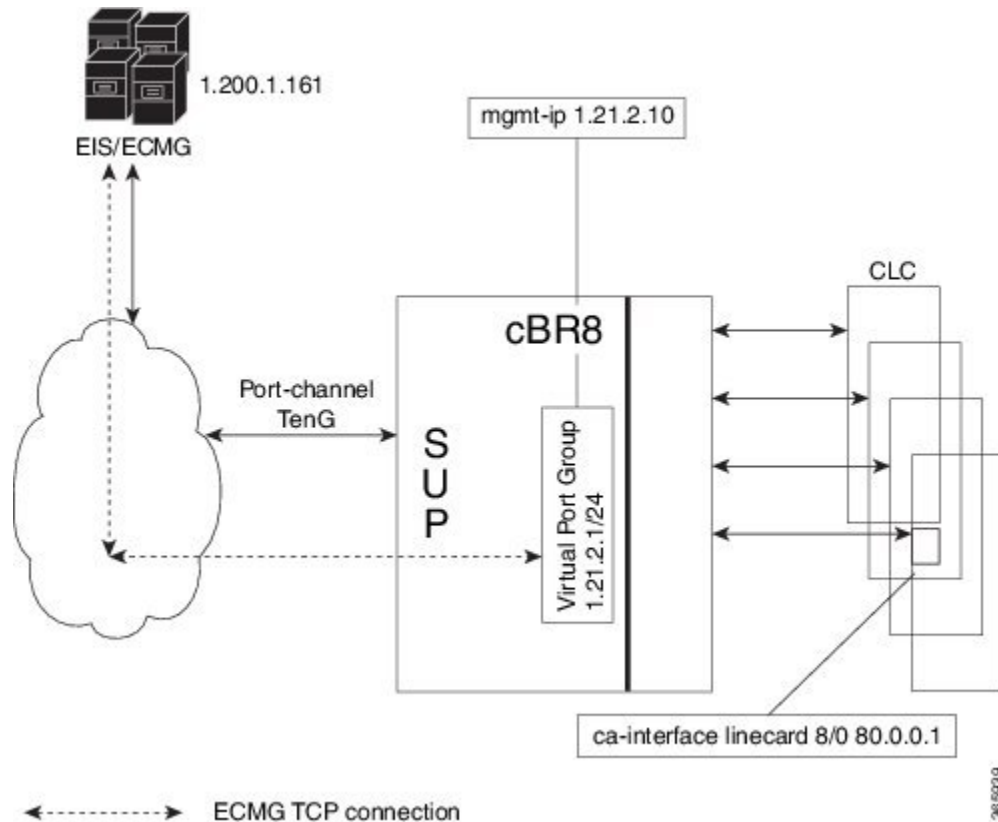 1.200.1.161
EIS/ECMG
mgmt-ip 1.21.2.10
CLC
cBR8
Port-channel
TenG
SUP
Virtual Port Group
1.21.2.1/24
ca-interface linecard 8/0 80.0.0.1
ECMG TCP connection